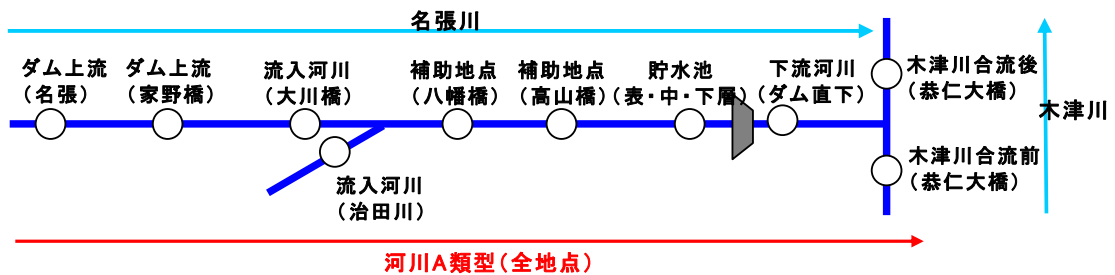 名張川
ダム上流
（名張）
ダム上流
（家野橋）
流入河川
（大川橋）
補助地点
（八幡橋）
補助地点
（高山橋）
貯水池
（表・中・下層）
下流河川
（ダム直下）
木津川合流後
（恭仁大橋）
木津川
木津川合流前
（恭仁大橋）
流入河川
（治田川）
河川A類型（全地点）